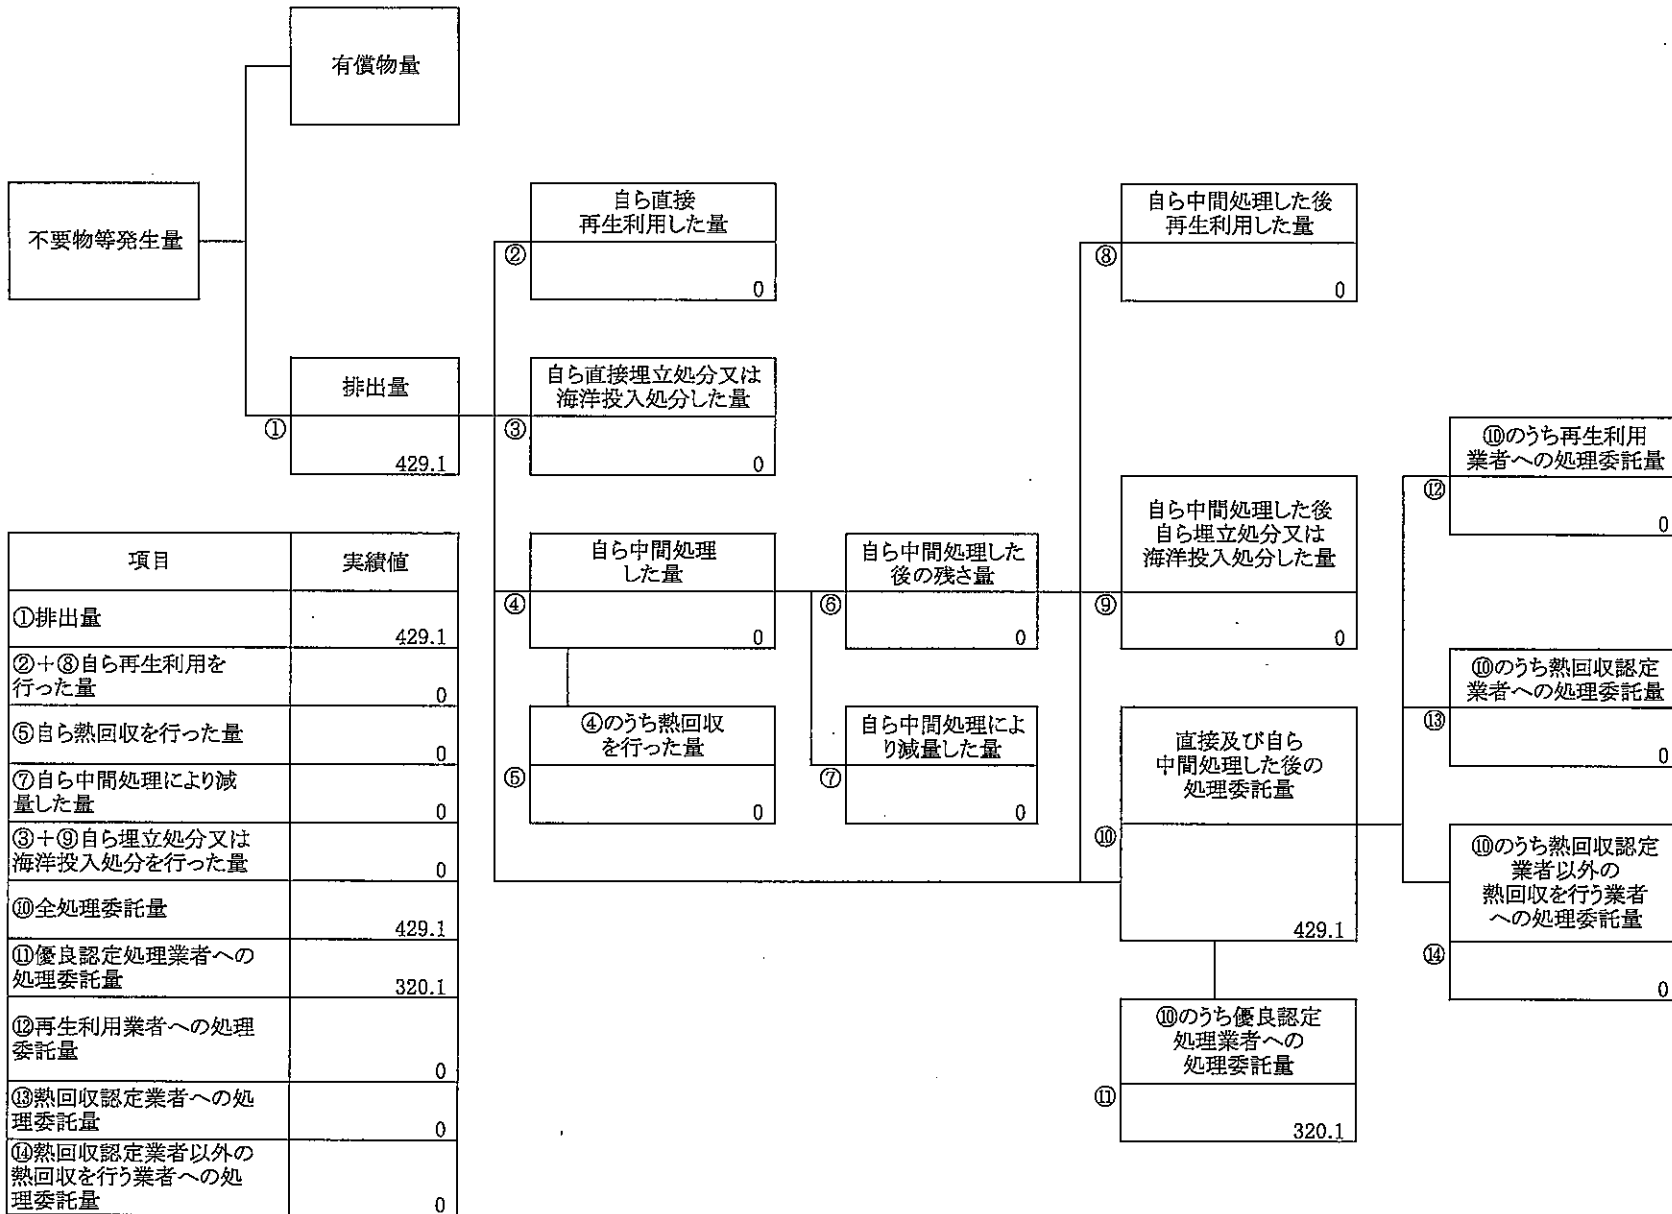 有償物量
不要物等発生量
排出量
①
429.1
自ら直接
再生利用した量
②
0
自ら直接埋立処分又は
海洋投入処分した量
③
0
自ら中間処理
した量
④
0
④のうち熱回収
を行った量
⑤
0
自ら中間処理した
後の残さ量
⑥
0
自ら中間処理によ
り減量した量
⑦
0
自ら中間処理した後
再生利用した量
⑧
0
自ら中間処理した後
自ら埋立処分又は
海洋投入処分した量
⑨
0
直接及び自ら
中間処理した後の
処理委託量
⑩
429.1
⑩のうち優良認定
処理業者への
処理委託量
⑪
320.1
⑩のうち再生利用
業者への処理委託量
⑫
0
⑩のうち熱回収認定
業者への処理委託量
⑬
0
⑩のうち熱回収認定
業者以外の
熱回収を行う業者
への処理委託量
⑭
0
項目 実績値
①排出量
429.1
②+⑧自ら再生利用を
行った量
0
⑤自ら熱回収を行った量
0
⑦自ら中間処理により減
量した量
0
③+⑨自ら埋立処分又は
海洋投入処分を行った量
0
⑩全処理委託量
429.1
⑪優良認定処理業者への
処理委託量
320.1
⑫再生利用業者への処理
委託量
0
⑬熱回収認定業者への処
理委託量
0
⑭熱回収認定業者以外の
熱回収を行う業者への処
理委託量
0